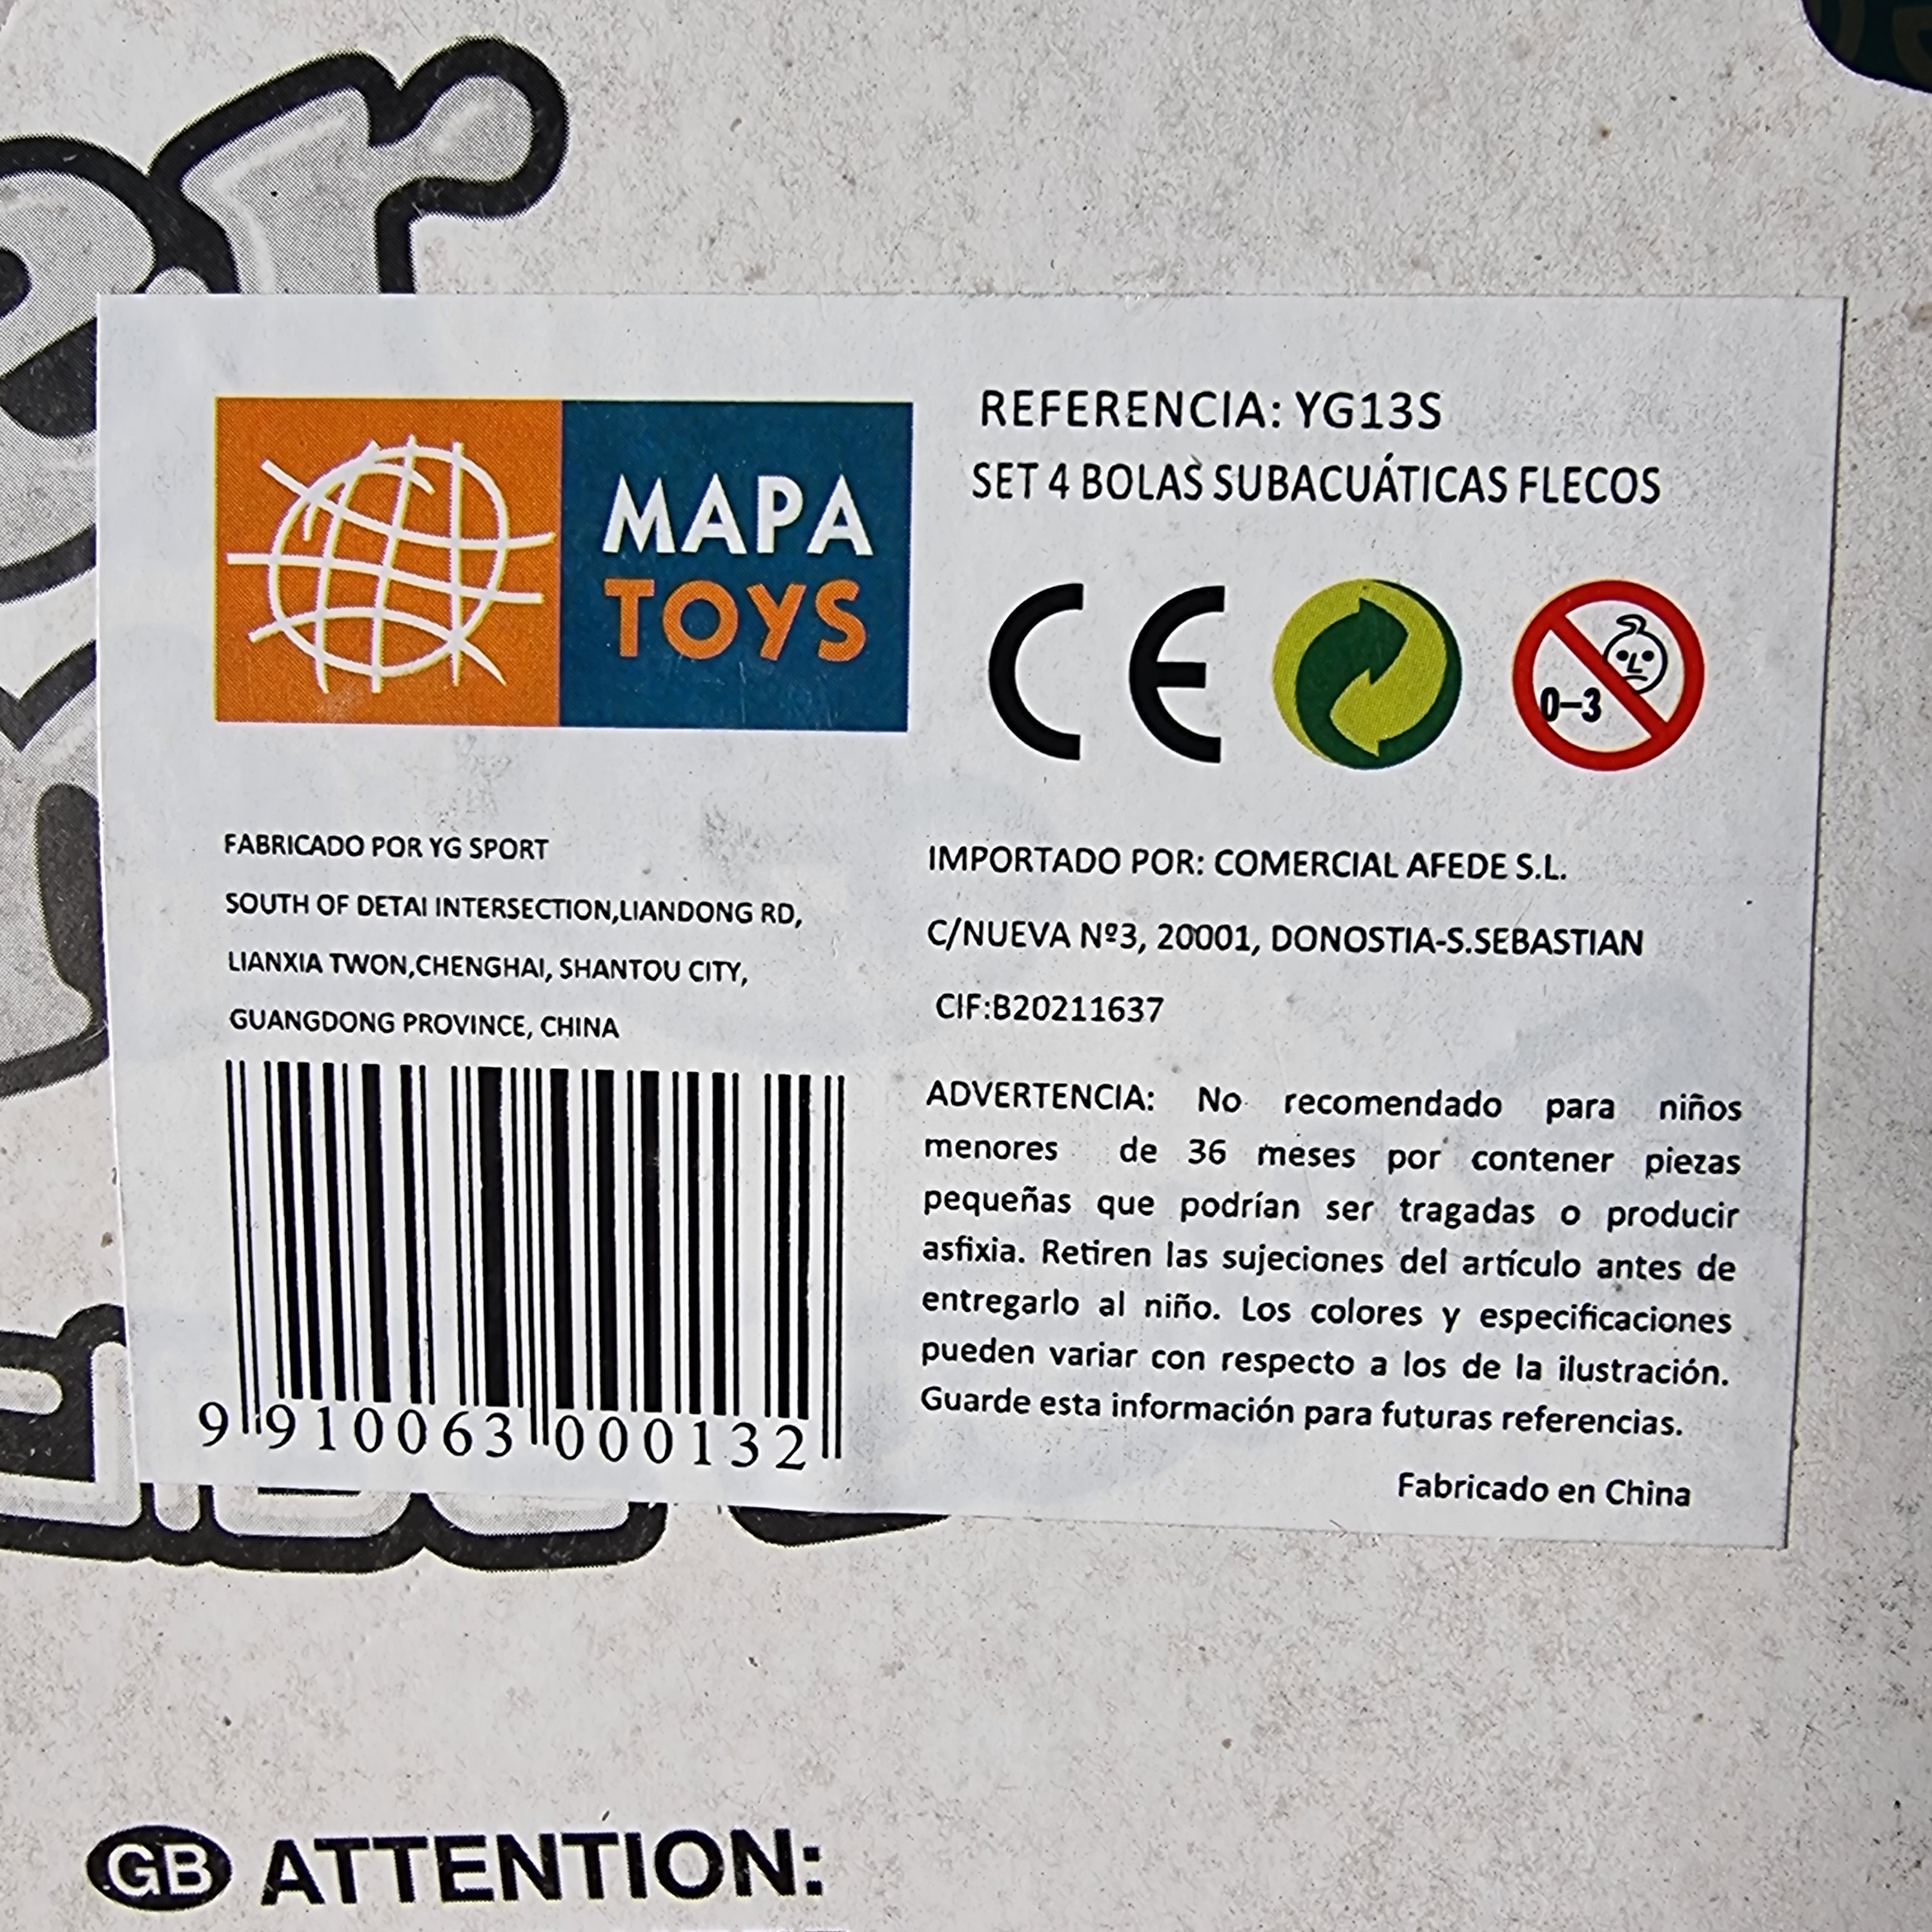 MAPA
TOYS
REFERENCIA: YG13S
SET 4 BOLAS SUBACUÁTICAS FLECOS
CE
0-3
FABRICADO POR YG SPORT
SOUTH OF DETAI INTERSECTION,LIANDONG RD,
LIANXIA TWON,CHENGHAI, SHANTOU CITY,
GUANGDONG PROVINCE, CHINA
9 910063 000132
IMPORTADO POR: COMERCIAL AFEDE S.L.
C/NUEVA Nº3, 20001, DONOSTIA-S.SEBASTIAN
CIF:B20211637
ADVERTENCIA: No recomendado para niños
menores de 36 meses por contener piezas
pequeñas que podrían ser tragadas o producir
asfixia. Retiren las sujeciones del artículo antes de
entregarlo al niño. Los colores y especificaciones
pueden variar con respecto a los de la ilustración.
Guarde esta información para futuras referencias.
Fabricado en China
GB ATTENTION: